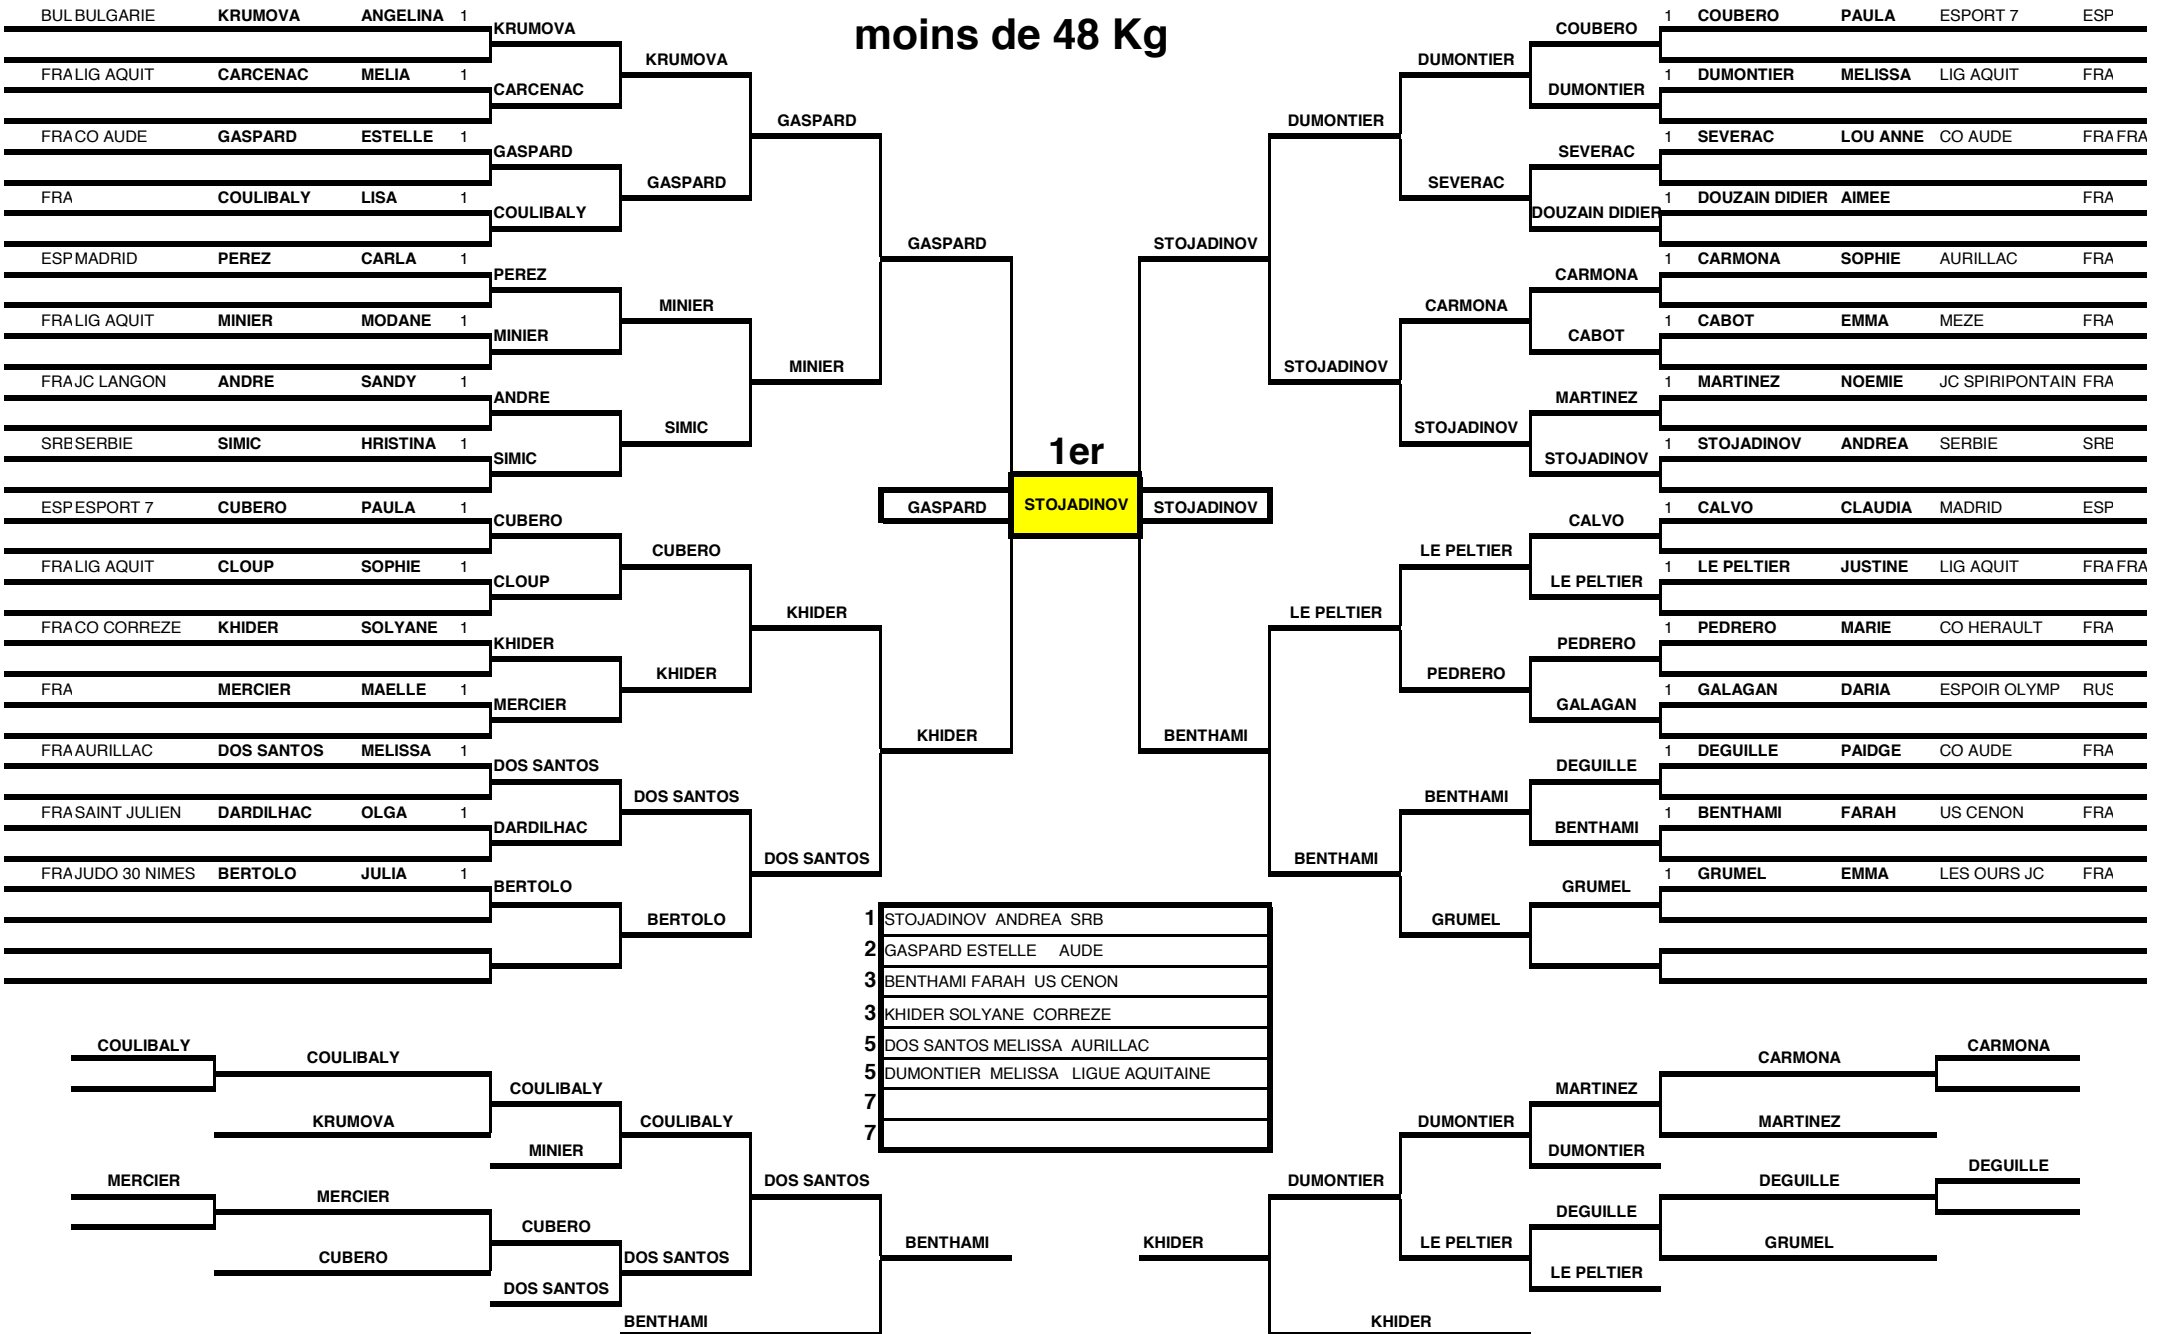 moins de 48 Kg
BUL BULGARIE KRUMOVA ANGELINA 1
FRA LIG AQUIT CARCENAC MELIA 1
FRA CO AUDE GASPARD ESTELLE 1
FRA COULIBALY LISA 1
ESP MADRID PEREZ CARLA 1
FRA LIG AQUIT MINIER MODANE 1
FRA JC LANGON ANDRE SANDY 1
SRB SERBIE SIMIC HRISTINA 1
ESP ESPORT 7 CUBERO PAULA 1
FRA LIG AQUIT CLOUP SOPHIE 1
FRA CO CORREZE KHIDER SOLYANE 1
FRA MERCIER MAELLE 1
FRA AURILLAC DOS SANTOS MELISSA 1
FRA SAINT JULIEN DARDILHAC OLGA 1
FRA JUDO 30 NIMES BERTOLO JULIA 1
KRUMOVA
CARCENAC
GASPARD
COULIBALY
PEREZ
MINIER
ANDRE
SIMIC
CUBERO
CLOUP
KHIDER
MERCIER
DOS SANTOS
DARDILHAC
BERTOLO
KRUMOVA
GASPARD
MINIER
SIMIC
CUBERO
KHIDER
DOS SANTOS
BERTOLO
GASPARD
MINIER
KHIDER
DOS SANTOS
GASPARD
KHIDER
1er
GASPARD
STOJADINOV
STOJADINOV
STOJADINOV
BENTHAMI
DUMONTIER
STOJADINOV
LE PELTIER
BENTHAMI
DUMONTIER
SEVERAC
CARMONA
STOJADINOV
LE PELTIER
PEDRERO
BENTHAMI
GRUMEL
COUBERO
DUMONTIER
SEVERAC
DOUZAIN DIDIER
CARMONA
CABOT
MARTINEZ
STOJADINOV
CALVO
LE PELTIER
PEDRERO
GALAGAN
DEGUILLE
BENTHAMI
GRUMEL
1 COUBERO PAULA ESPORT 7 ESP
1 DUMONTIER MELISSA LIG AQUIT FRA
1 SEVERAC LOU ANNE CO AUDE FRA FRA
1 DOUZAIN DIDIER AIMEE FRA
1 CARMONA SOPHIE AURILLAC FRA
1 CABOT EMMA MEZE FRA
1 MARTINEZ NOEMIE JC SPIRIPONTAIN FRA
1 STOJADINOV ANDREA SERBIE SRB
1 CALVO CLAUDIA MADRID ESP
1 LE PELTIER JUSTINE LIG AQUIT FRA FRA
1 PEDRERO MARIE CO HERAULT FRA
1 GALAGAN DARIA ESPOIR OLYMP RUS
1 DEGUILLE PAIDGE CO AUDE FRA
1 BENTHAMI FARAH US CENON FRA
1 GRUMEL EMMA LES OURS JC FRA
1 STOJADINOV ANDREA SRB
2 GASPARD ESTELLE AUDE
3 BENTHAMI FARAH US CENON
3 KHIDER SOLYANE CORREZE
5 DOS SANTOS MELISSA AURILLAC
5 DUMONTIER MELISSA LIGUE AQUITAINE
7
7
COULIBALY
MERCIER
COULIBALY
KRUMOVA
MERCIER
CUBERO
COULIBALY
MINIER
CUBERO
DOS SANTOS
COULIBALY
DOS SANTOS
BENTHAMI
DOS SANTOS
BENTHAMI
KHIDER
DUMONTIER
KHIDER
DUMONTIER
LE PELTIER
MARTINEZ
DUMONTIER
DEGUILLE
LE PELTIER
CARMONA
MARTINEZ
DEGUILLE
GRUMEL
CARMONA
DEGUILLE